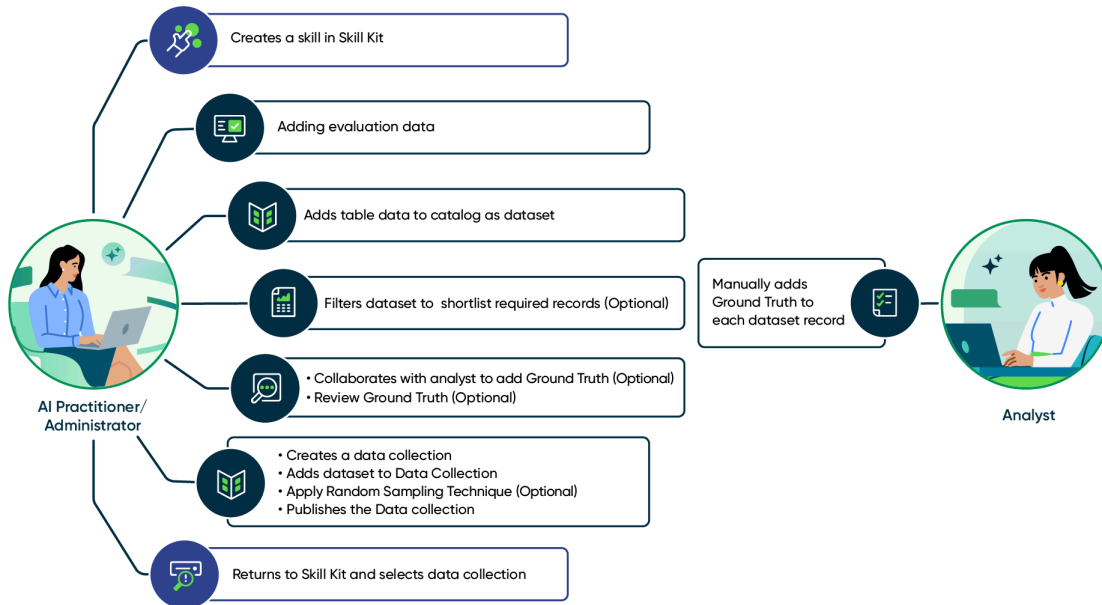 Creates a skill in Skill Kit
Adding evaluation data
Adds table data to catalog as dataset
Filters dataset to shortlist required records (Optional)
• Collaborates with analyst to add Ground Truth (Optional)
• Review Ground Truth (Optional)
AI Practitioner/
Administrator
• Creates a data collection
• Adds dataset to Data Collection
• Apply Random Sampling Technique (Optional)
• Publishes the Data collection
Returns to Skill Kit and selects data collection
Manually adds
Ground Truth to
each dataset record
Analyst